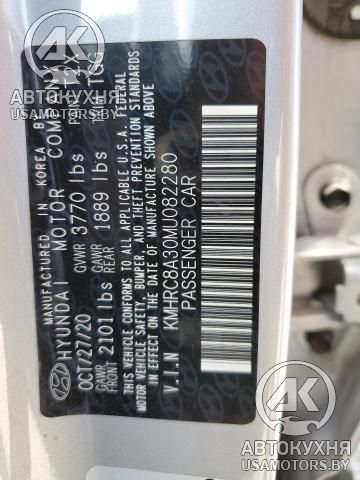 MANUFACTURED IN KOREA BY
HYUNDAI MOTOR COMPANY
OCT/27/20 GVWR 3770 lbs
GAWR FRONT 2101 lbs GAWR REAR 1889 lbs
THIS VEHICLE CONFORMS TO ALL APPLICABLE U.S.A. FEDERAL
MOTOR VEHICLE SAFETY, BUMPER, AND THEFT PREVENTION STANDARDS
IN EFFECT ON THE DATE OF MANUFACTURE SHOWN ABOVE
V.I.N KMHRC8A30MU082280
PASSENGER CAR
АВТОКУХНЯ
USAMOTORS.BY
АВТОКУХНЯ
USAMOTORS.BY